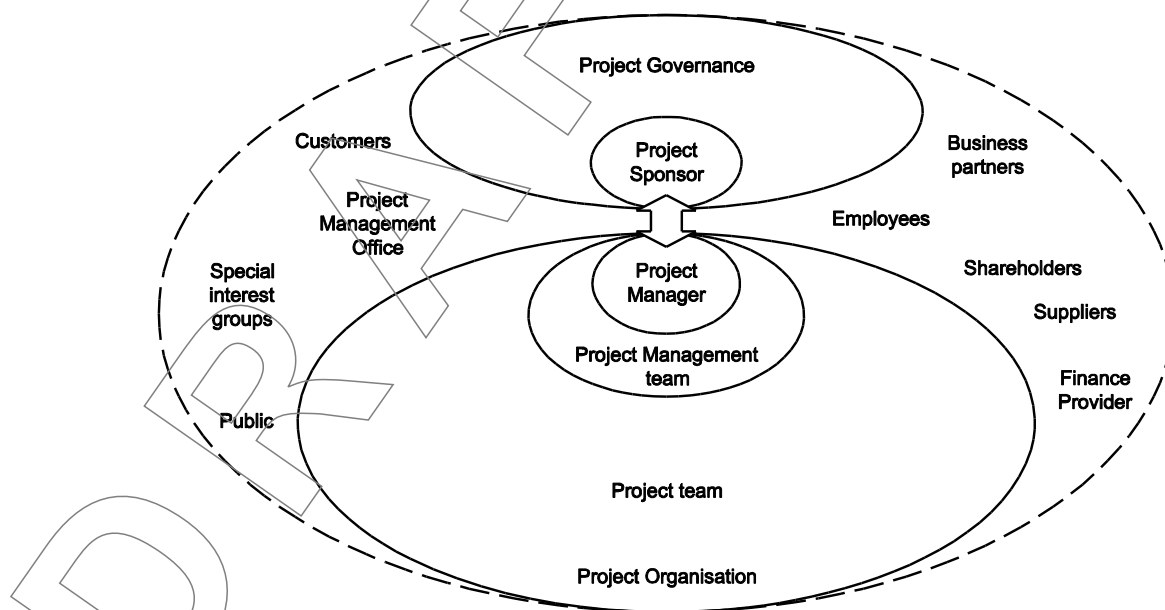 Project Governance
Customers
Project
Sponsor
Business
partners
Project
Management
Office
Employees
Special
interest
groups
Project
Manager
Shareholders
Suppliers
Project Management
team
Finance
Provider
Public
Project team
Project Organisation
DRAF